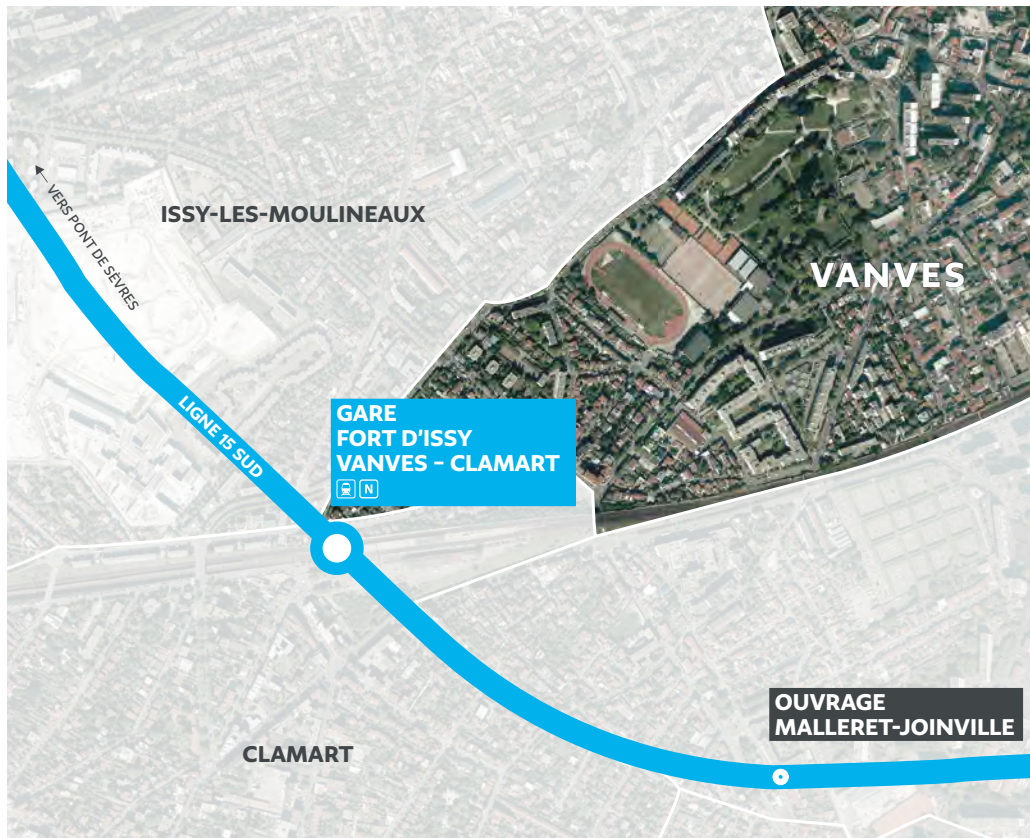 ISSY-LES-MOULINEAUX
VERS PONT DE SÈVRES
VANVES
LIGNE 15 SUD
GARE
FORT D'ISSY
VANVES – CLAMART
N
OUVRAGE
MALLERET-JOINVILLE
CLAMART